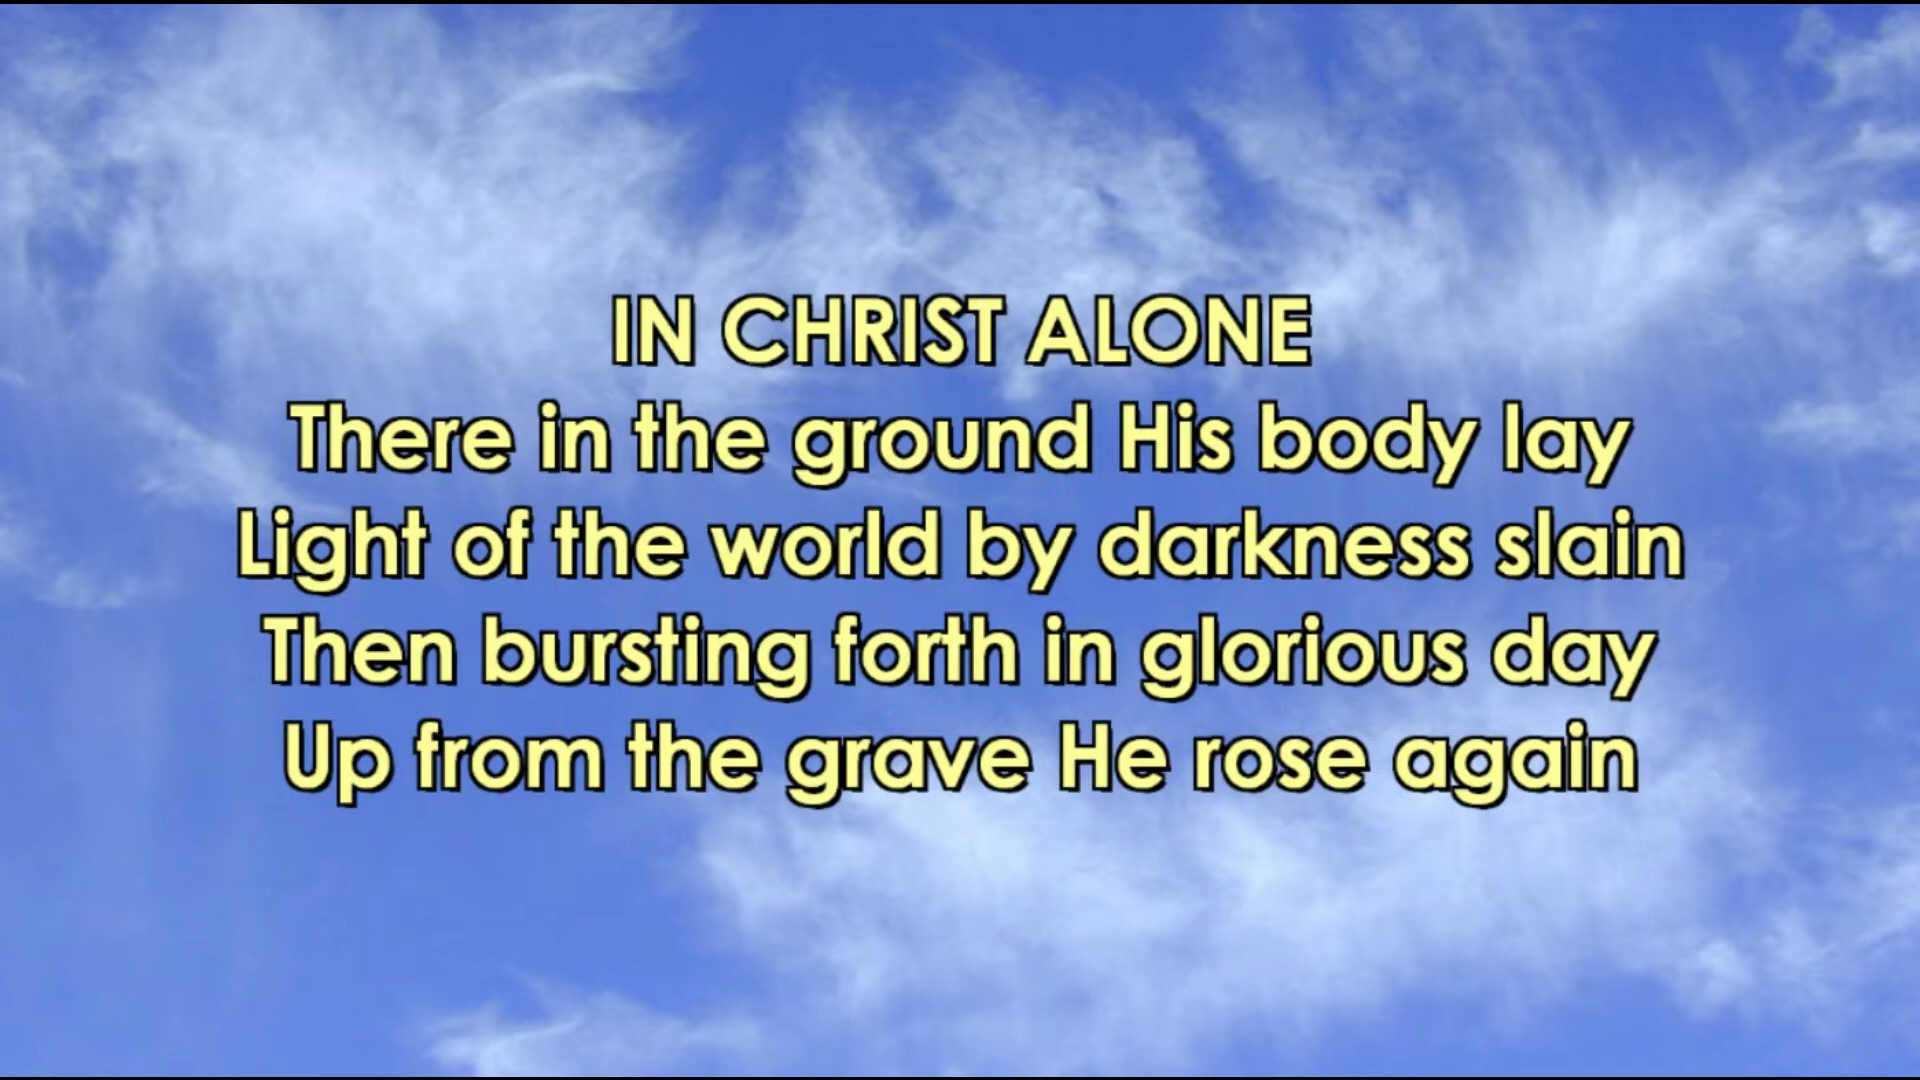 IN CHRIST ALONE
There in the ground His body lay
Light of the world by darkness slain
Then bursting forth in glorious day
Up from the grave He rose again